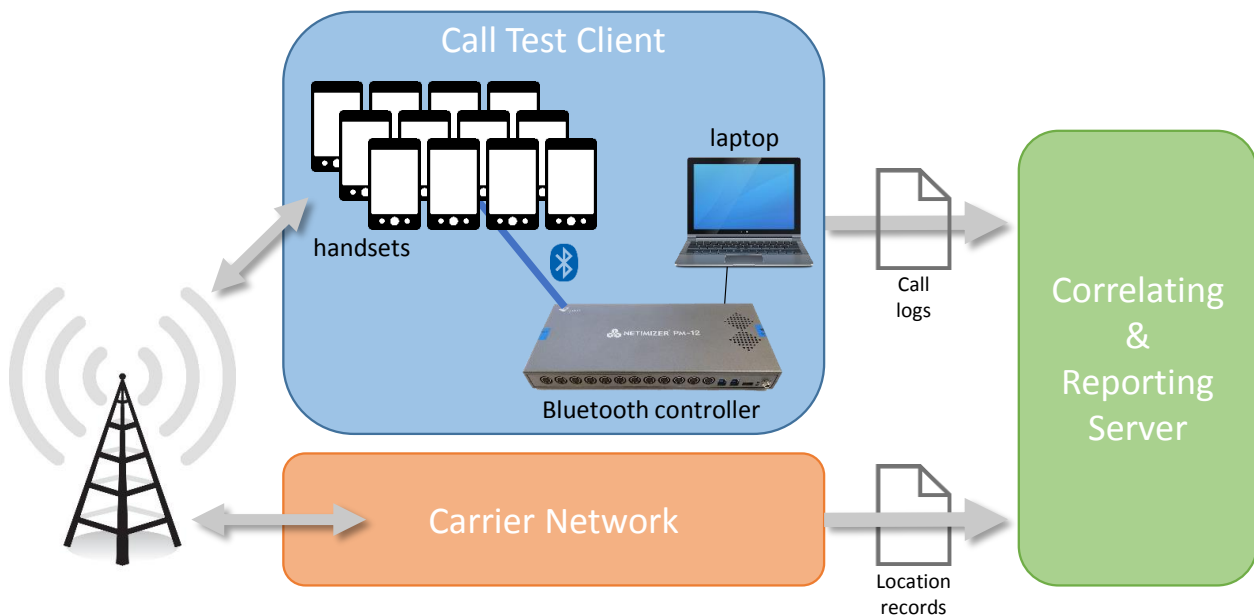 Call Test Client
laptop
handsets
NETIMIZER PM-12
Bluetooth controller
Call
logs
Correlating
&
Reporting
Server
Carrier Network
Location
records